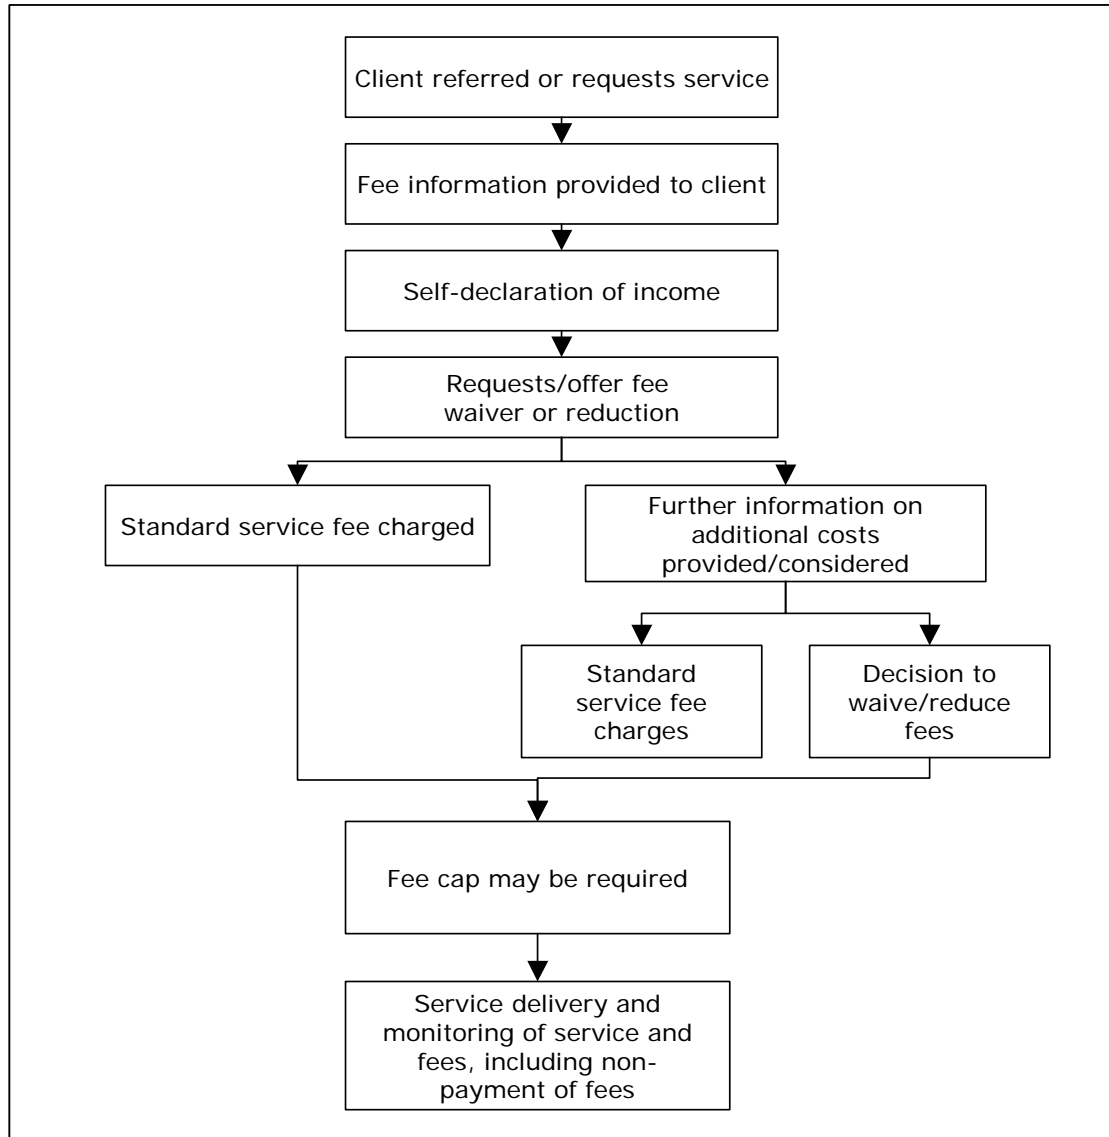 Client referred or requests service
Fee information provided to client
Self-declaration of income
Requests/offer fee
waiver or reduction
Standard service fee charged
Further information on
additional costs
provided/considered
Standard
service fee
charges
Decision to
waive/reduce
fees
Fee cap may be required
Service delivery and
monitoring of service and
fees, including non-
payment of fees